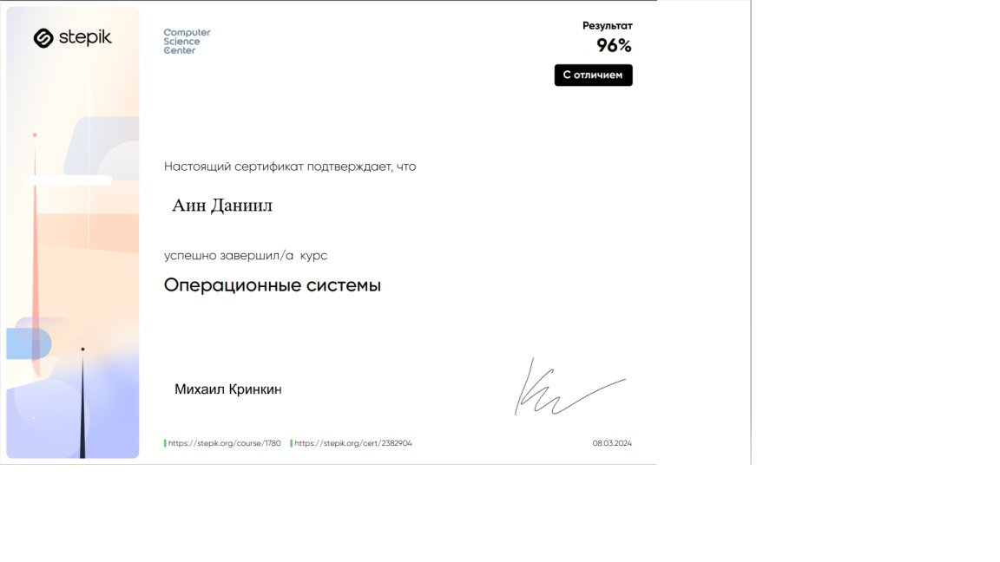 stepik
Computer
Science
Center
Результат
96%
С отличием
Настоящий сертификат подтверждает, что
Аин Даниил
успешно завершил/а курс
Операционные системы
Михаил Кринкин
https://stepik.org/course/1780 https://stepik.org/cert/2382904
08.03.2024